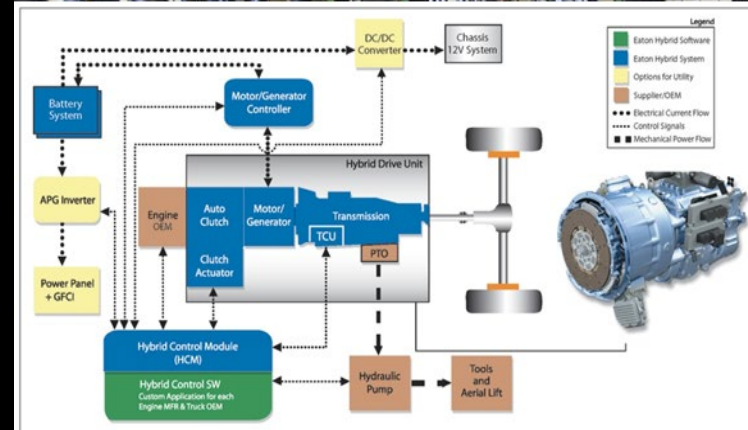 DC/DC
Converter
Chassis
12V System
Legend
Eaton Hybrid Software
Eaton Hybrid System
Options for Utility
Supplier/OEM
Electrical Current Flow
Control Signals
Mechanical Power Flow
Battery
System
Motor/Generator
Controller
Hybrid Drive Unit
APG Inverter
Engine
OEM
Auto
Clutch
Clutch
Actuator
Motor/
Generator
Transmission
TCU
PTO
Power Panel
+ GFCI
Hybrid Control Module
(HCM)
Hybrid Control SW
Custom Application for each
Engine MFR & Truck OEM
Hydraulic
Pump
Tools
and
Aerial Lift